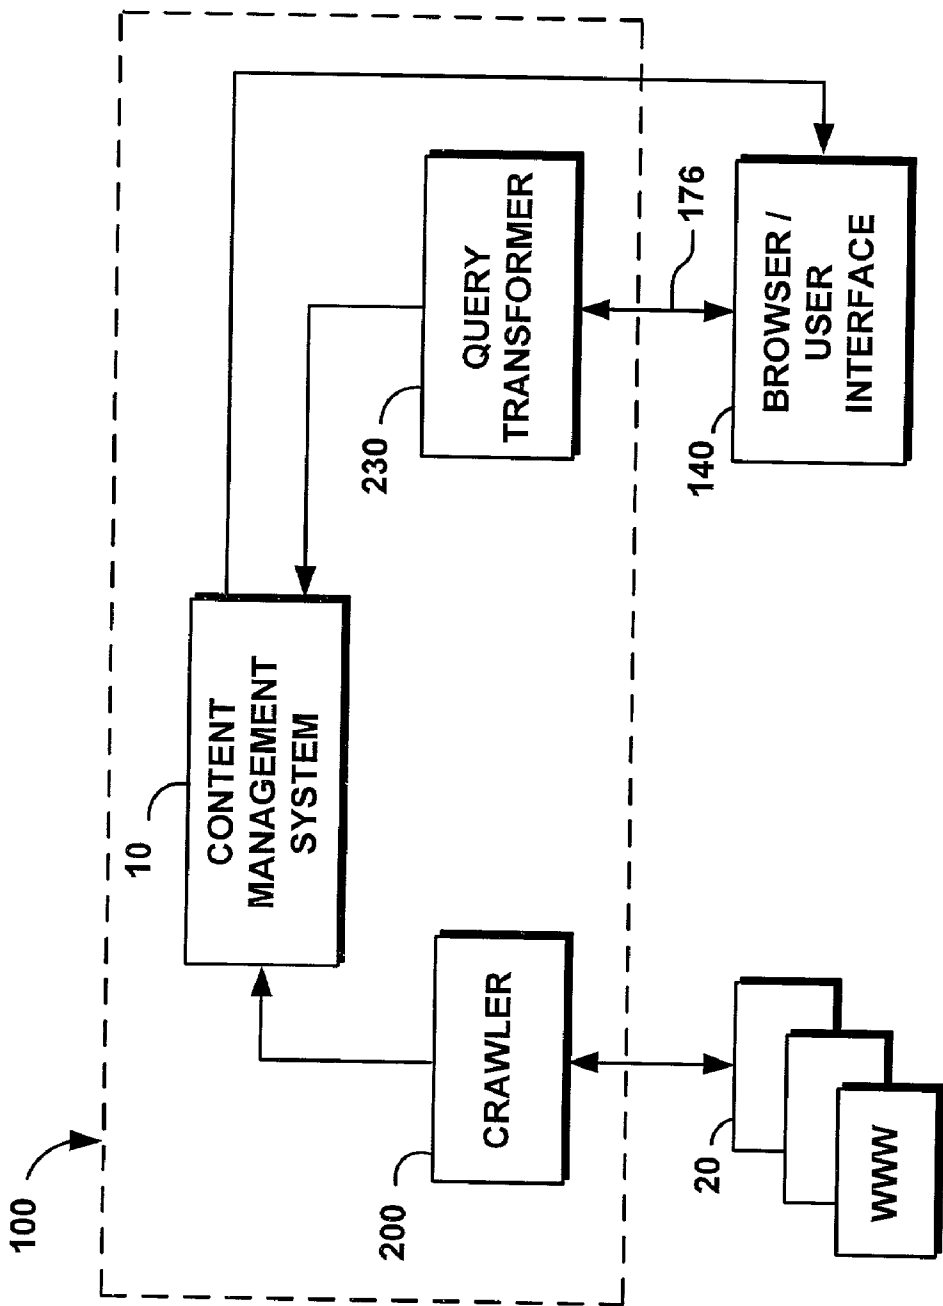 100
10
CONTENT
MANAGEMENT
SYSTEM
200
CRAWLER
230
QUERY
TRANSFORMER
176
20
WWW
140
BROWSER /
USER
INTERFACE